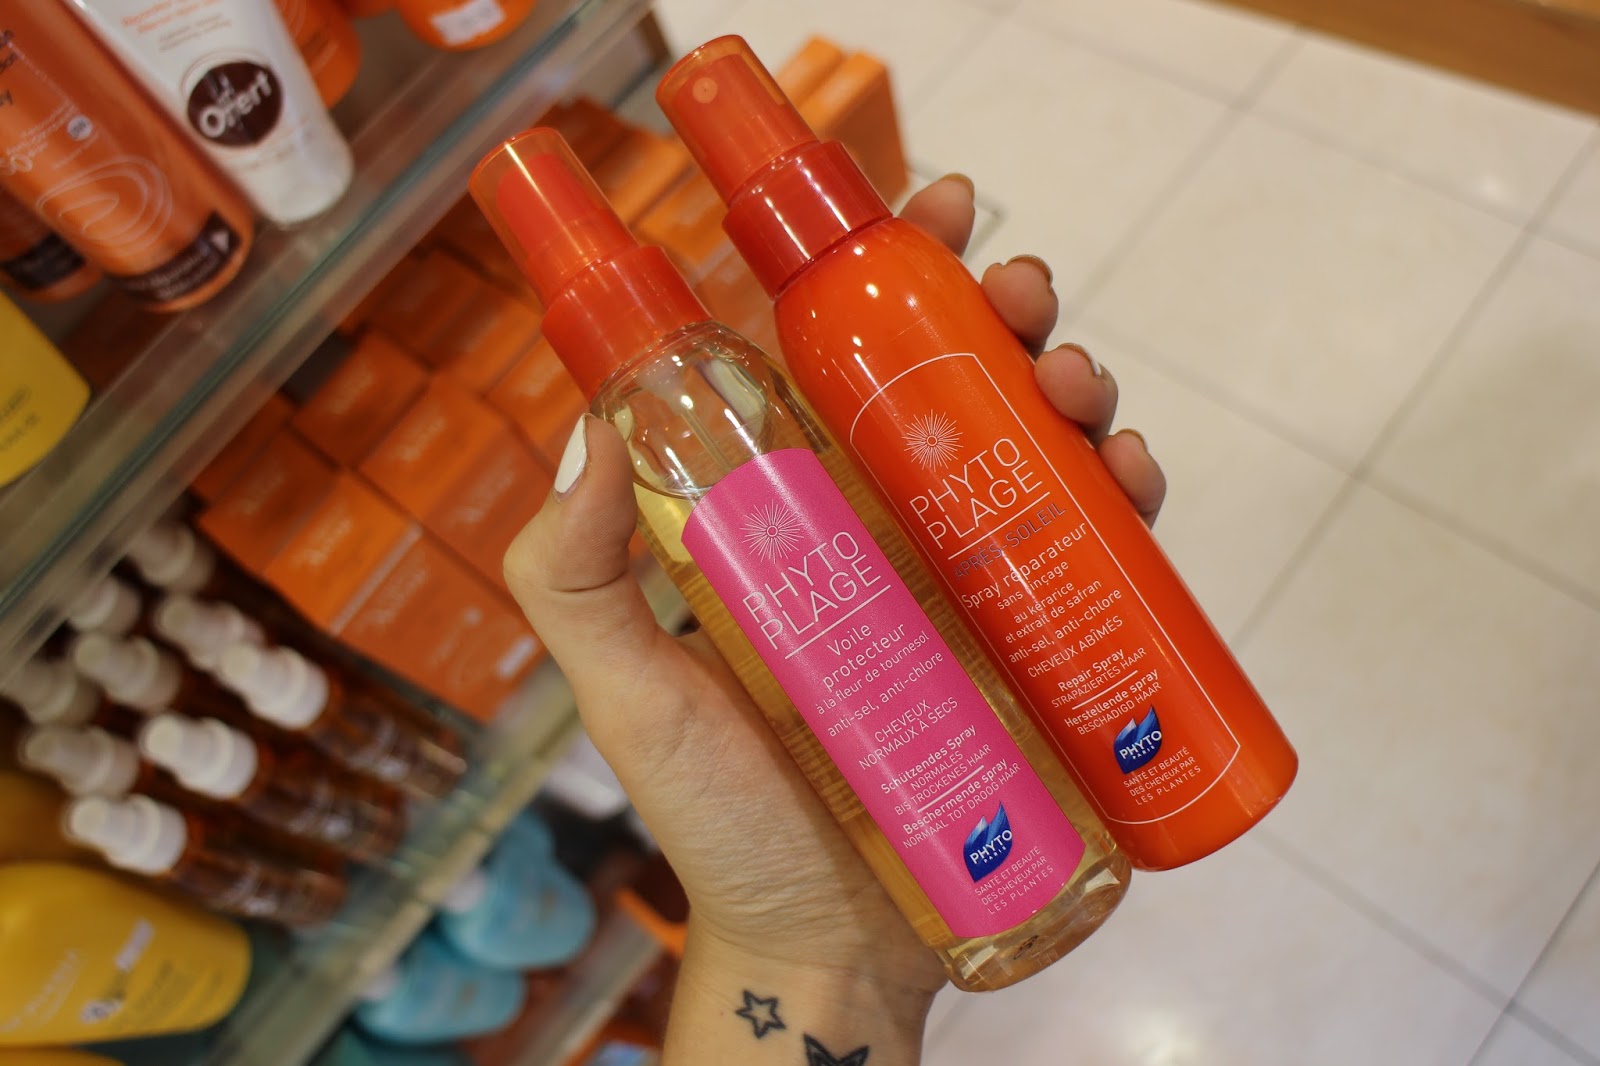 Offert
PHYTO
PLAGE
Voile
protecteur
à la fleur de tournesol
anti-sel, anti-chlore
CHEVEUX
NORMAUX À SECS
Schützendes Spray
NORMALES
BIS TROCKENES HAAR
Beschermende spray
NORMAAL TOT DROOG HAAR
PHYTO
PARIS
SANTÉ ET BEAUTÉ
DES CHEVEUX PAR
LES PLANTES
PHYTO
PLAGE
APRÈS-SOLEIL
Spray réparateur
sans rinçage
au kérarice
et extrait de safran
anti-sel, anti-chlore
CHEVEUX ABÎMÉS
Repair Spray
STRAPAZIERTES HAAR
Herstellende spray
BESCHADIGD HAAR
PHYTO
PARIS
SANTÉ ET BEAUTÉ
DES CHEVEUX PAR
LES PLANTES